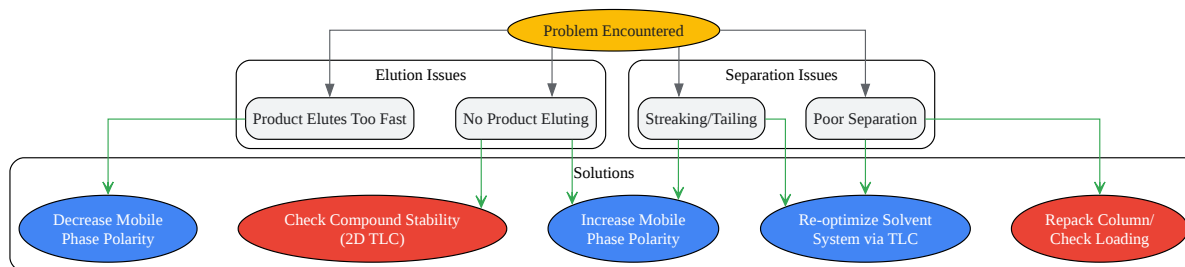 Problem Encountered
Elution Issues
Separation Issues
Product Elutes Too Fast
No Product Eluting
Streaking/Tailing
Poor Separation
Solutions
Decrease Mobile
Phase Polarity
Check Compound Stability
(2D TLC)
Increase Mobile
Phase Polarity
Re-optimize Solvent
System via TLC
Repack Column/
Check Loading